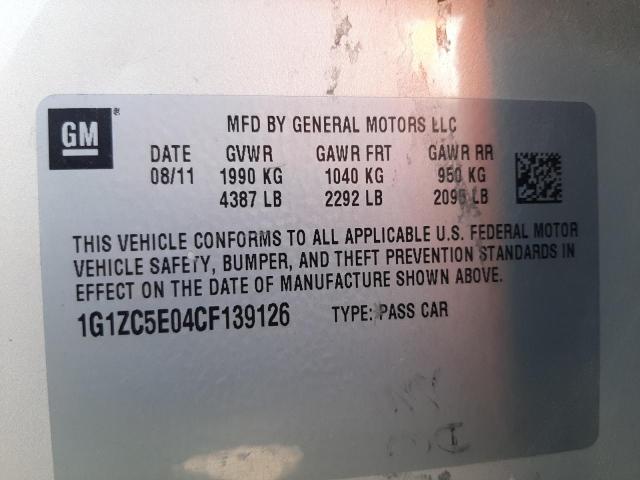 GM®
MFD BY GENERAL MOTORS LLC
DATE GVWR GAWR FRT GAWR RR
08/11 1990 KG 1040 KG 950 KG
4387 LB 2292 LB 2095 LB
THIS VEHICLE CONFORMS TO ALL APPLICABLE U.S. FEDERAL MOTOR
VEHICLE SAFETY, BUMPER, AND THEFT PREVENTION STANDARDS IN
EFFECT ON THE DATE OF MANUFACTURE SHOWN ABOVE.
1G1ZC5E04CF139126 TYPE: PASS CAR